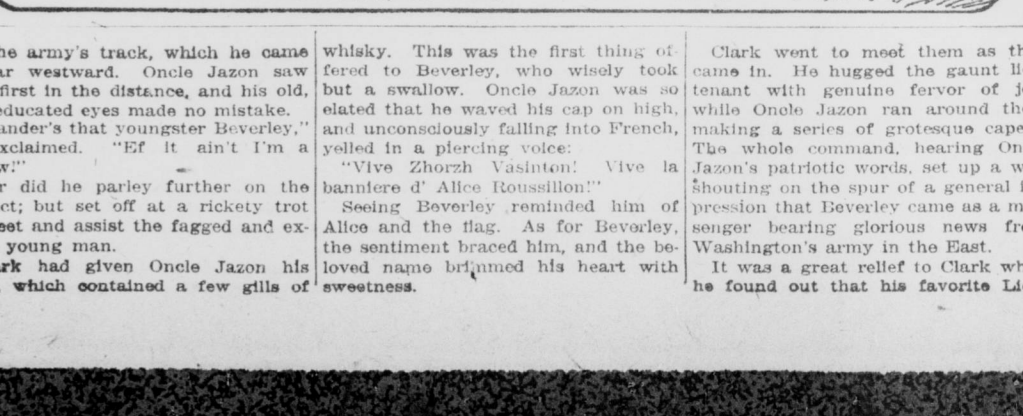 he army's track, which he came
ar westward. Oncle Jazon saw
first in the distance, and his old,
educated eyes made no mistake.
ander's that youngster Beverley,"
xclaimed. "Ef it ain't I'm a
w!"
r did he parley further on the
ct; but set off at a rickety trot
eet and assist the fagged and ex-
young man.
rk had given Oncle Jazon his
which contained a few gills of
whisky. This was the first thing of-
fered to Beverley, who wisely took
but a swallow. Oncle Jazon was so
elated that he waved his cap on high,
and unconsciously falling into French,
yelled in a piercing voice:
"Vive Zhorzh Vasinton! Vive la
banniere d' Alice Roussillon!"
Seeing Beverley reminded him of
Alice and the flag. As for Beverley,
the sentiment braced him, and the be-
loved name brimmed his heart with
sweetness.
Clark went to meet them as th
came in. He hugged the gaunt li
tenant with genuine fervor of j
while Oncle Jazon ran around th
making a series of grotesque cape
The whole command, hearing On
Jazon's patriotic words, set up a w
shouting on the spur of a general i
pression that Beverley came as a m
senger bearing glorious news fr
Washington's army in the East.
It was a great relief to Clark wh
he found out that his favorite Li